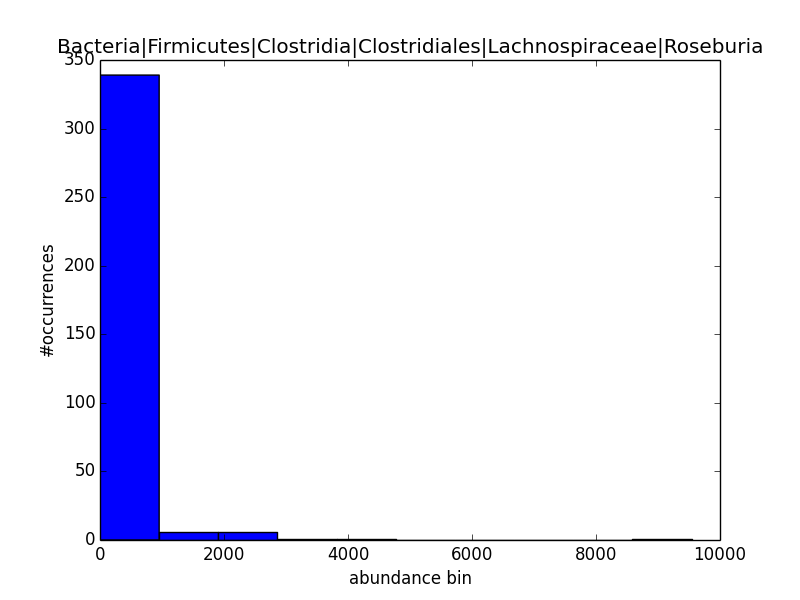 Bacteria|Firmicutes|Clostridia|Clostridiales|Lachnospiraceae|Roseburia
350
300
250
200
150
100
50
0
#occurrences
0 2000 4000 6000 8000 10000
abundance bin